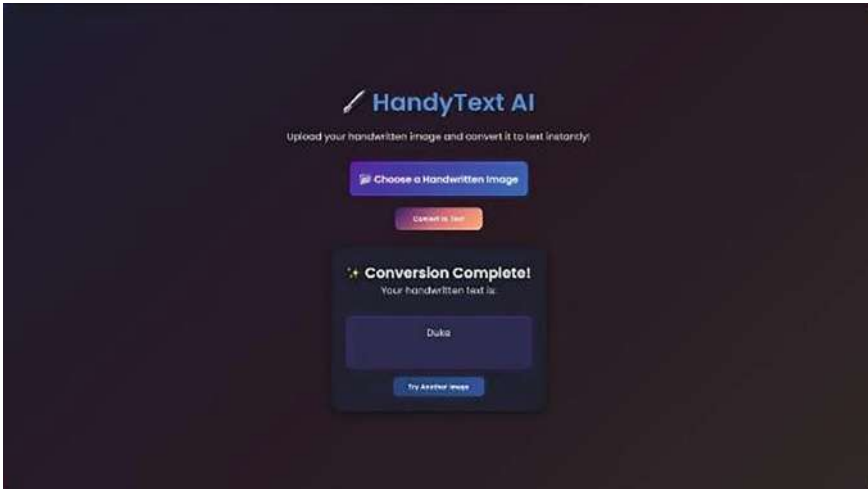 HandyText AI
Upload your handwritten image and convert it to text instantly!
Choose a Handwritten Image
Convert to Text
Conversion Complete!
Your handwritten text is:
Duke
Try Another Image